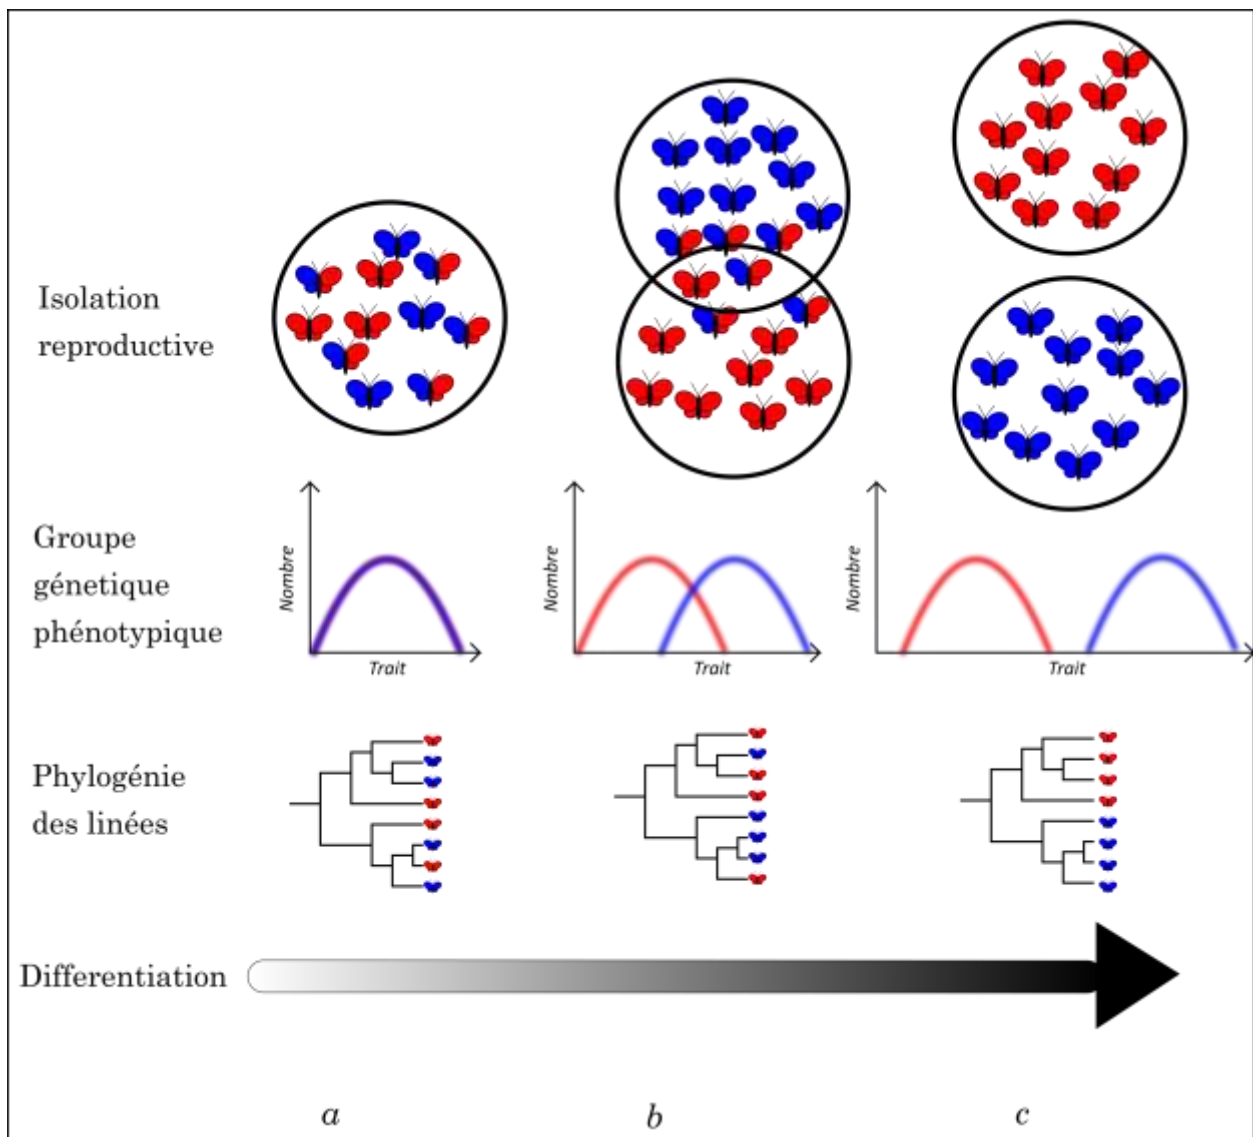 Isolation
reproductive
Groupe
génetique
phénotypique
Nombre
Trait
Nombre
Trait
Nombre
Trait
Phylogénie
des linées
Differentiation
a
b
c